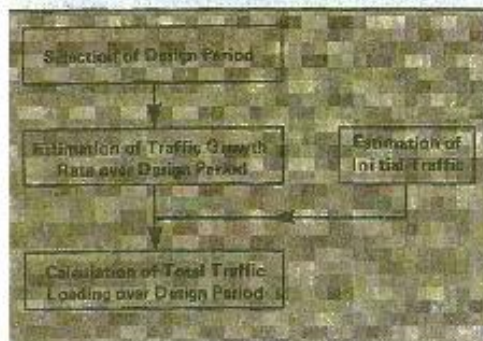 Selection of Design Period
Estimation of Traffic Growth
Rate over Design Period
Estimation of
Initial Traffic
Calculation of Total Traffic
Loading over Design Period